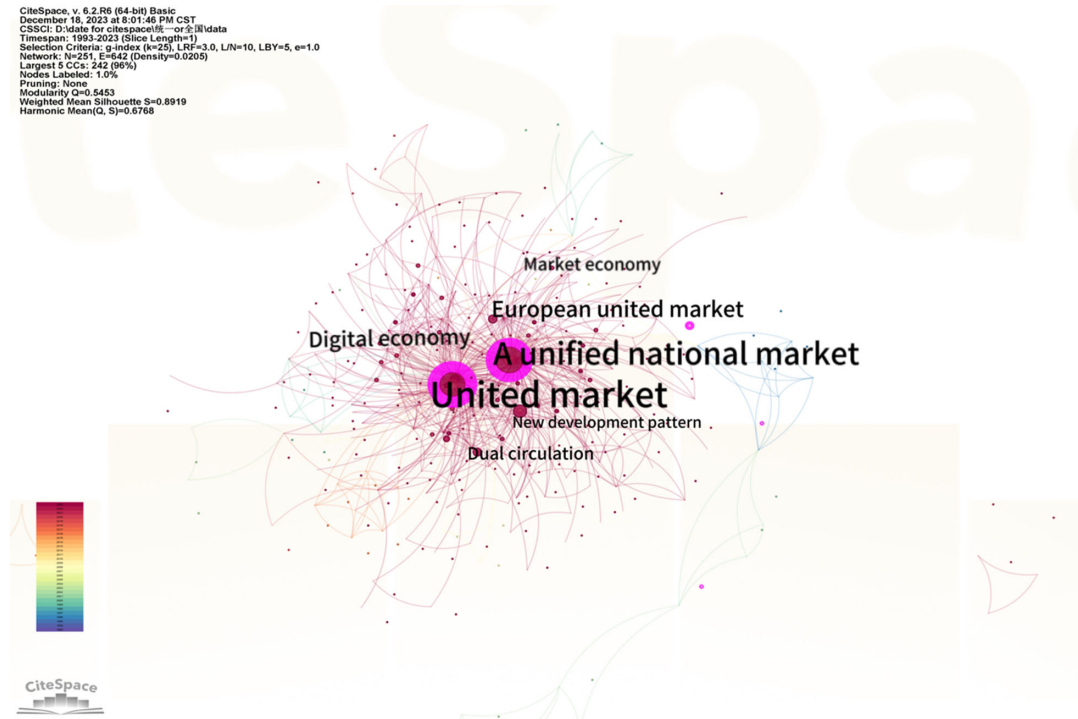 CiteSpace, v. 6.2.R6 (64-bit) Basic
December 18, 2023 at 8:01:46 PM CST
CSSCI: D:\date for citespace\统一or全国\data
Timespan: 1993-2023 (Slice Length=1)
Selection Criteria: g-index (k=25), LRF=3.0, L/N=10, LBY=5, e=1.0
Network: N=251, E=642 (Density=0.0205)
Largest 5 CCs: 242 (96%)
Nodes Labeled: 1.0%
Pruning: None
Modularity Q=0.5453
Weighted Mean Silhouette S=0.8919
Harmonic Mean(Q, S)=0.6768
Market economy
European united market
Digital economy
A unified national market
United market
New development pattern
Dual circulation
CiteSpace